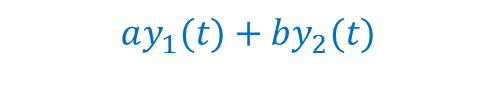 ay₁(t) + by₂(t)